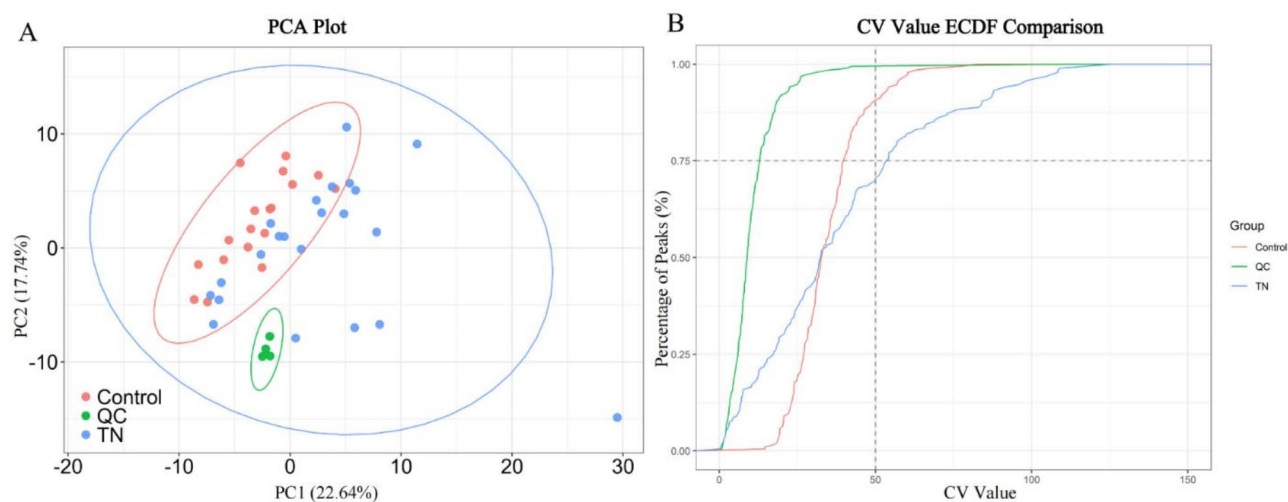 A
PCA Plot
PC2 (17.74%)
10
0
-10
Control
QC
TN
-20
-10
0
10
20
30
PC1 (22.64%)
B
CV Value ECDF Comparison
Percentage of Peaks (%)
1.00
0.75
0.50
0.25
0.00
0
50
100
150
CV Value
Group
Control
QC
TN